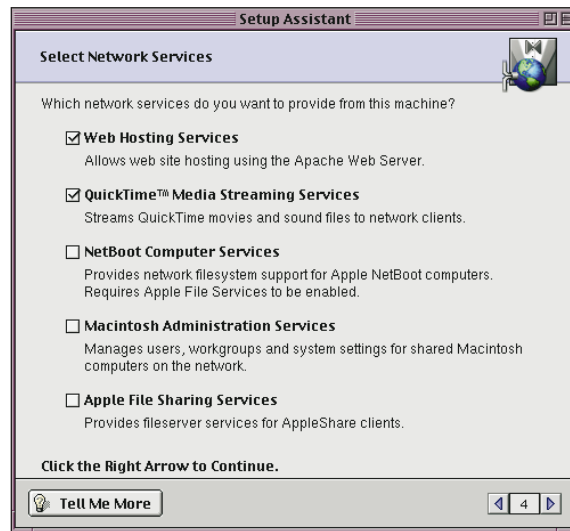 Setup Assistant
Select Network Services
Which network services do you want to provide from this machine?
Web Hosting Services
Allows web site hosting using the Apache Web Server.
QuickTime™ Media Streaming Services
Streams QuickTime movies and sound files to network clients.
NetBoot Computer Services
Provides network filesystem support for Apple NetBoot computers.
Requires Apple File Services to be enabled.
Macintosh Administration Services
Manages users, workgroups and system settings for shared Macintosh
computers on the network.
Apple File Sharing Services
Provides fileserver services for AppleShare clients.
Click the Right Arrow to Continue.
Tell Me More
4